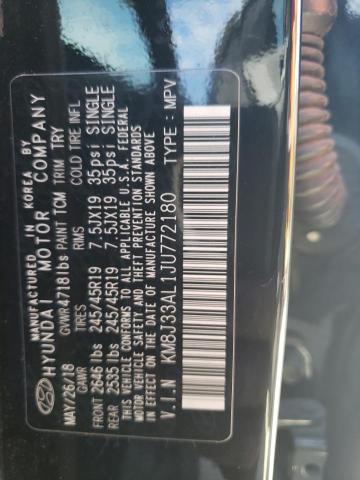 MANUFACTURED IN KOREA BY
HYUNDAI MOTOR COMPANY
MAY/26/18 GVWR4718lbs PAINT TCM TRIM TRY
GAWR TIRES RIMS COLD TIRE INFL
FRONT 2646 lbs 245/45R19 7.5JX19 35psi SINGLE
REAR 2535 lbs 245/45R19 7.5JX19 35psi SINGLE
THIS VEHICLE CONFORMS TO ALL APPLICABLE U.S.A. FEDERAL
MOTOR VEHICLE SAFETY AND THEFT PREVENTION STANDARDS
IN EFFECT ON THE DATE OF MANUFACTURE SHOWN ABOVE
V.I.N KM8J33AL1JU772180 TYPE: MPV